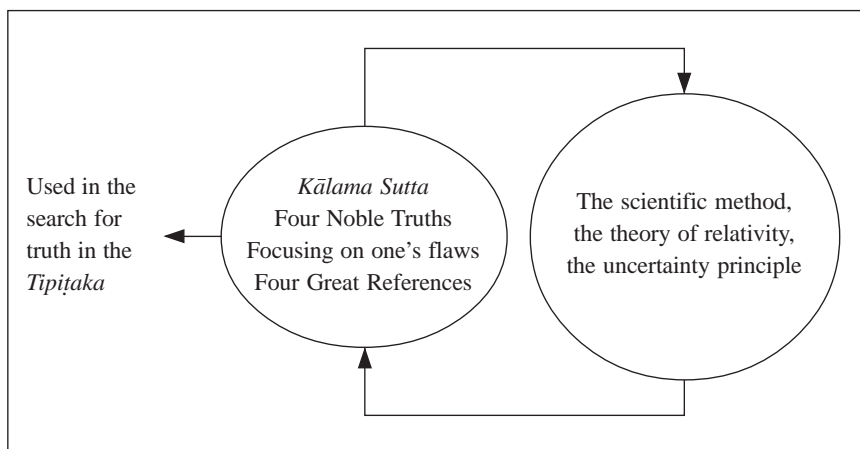 Used in the
search for
truth in the
Tipiṭaka
Kālama Sutta
Four Noble Truths
Focusing on one’s flaws
Four Great References
The scientific method,
the theory of relativity,
the uncertainty principle